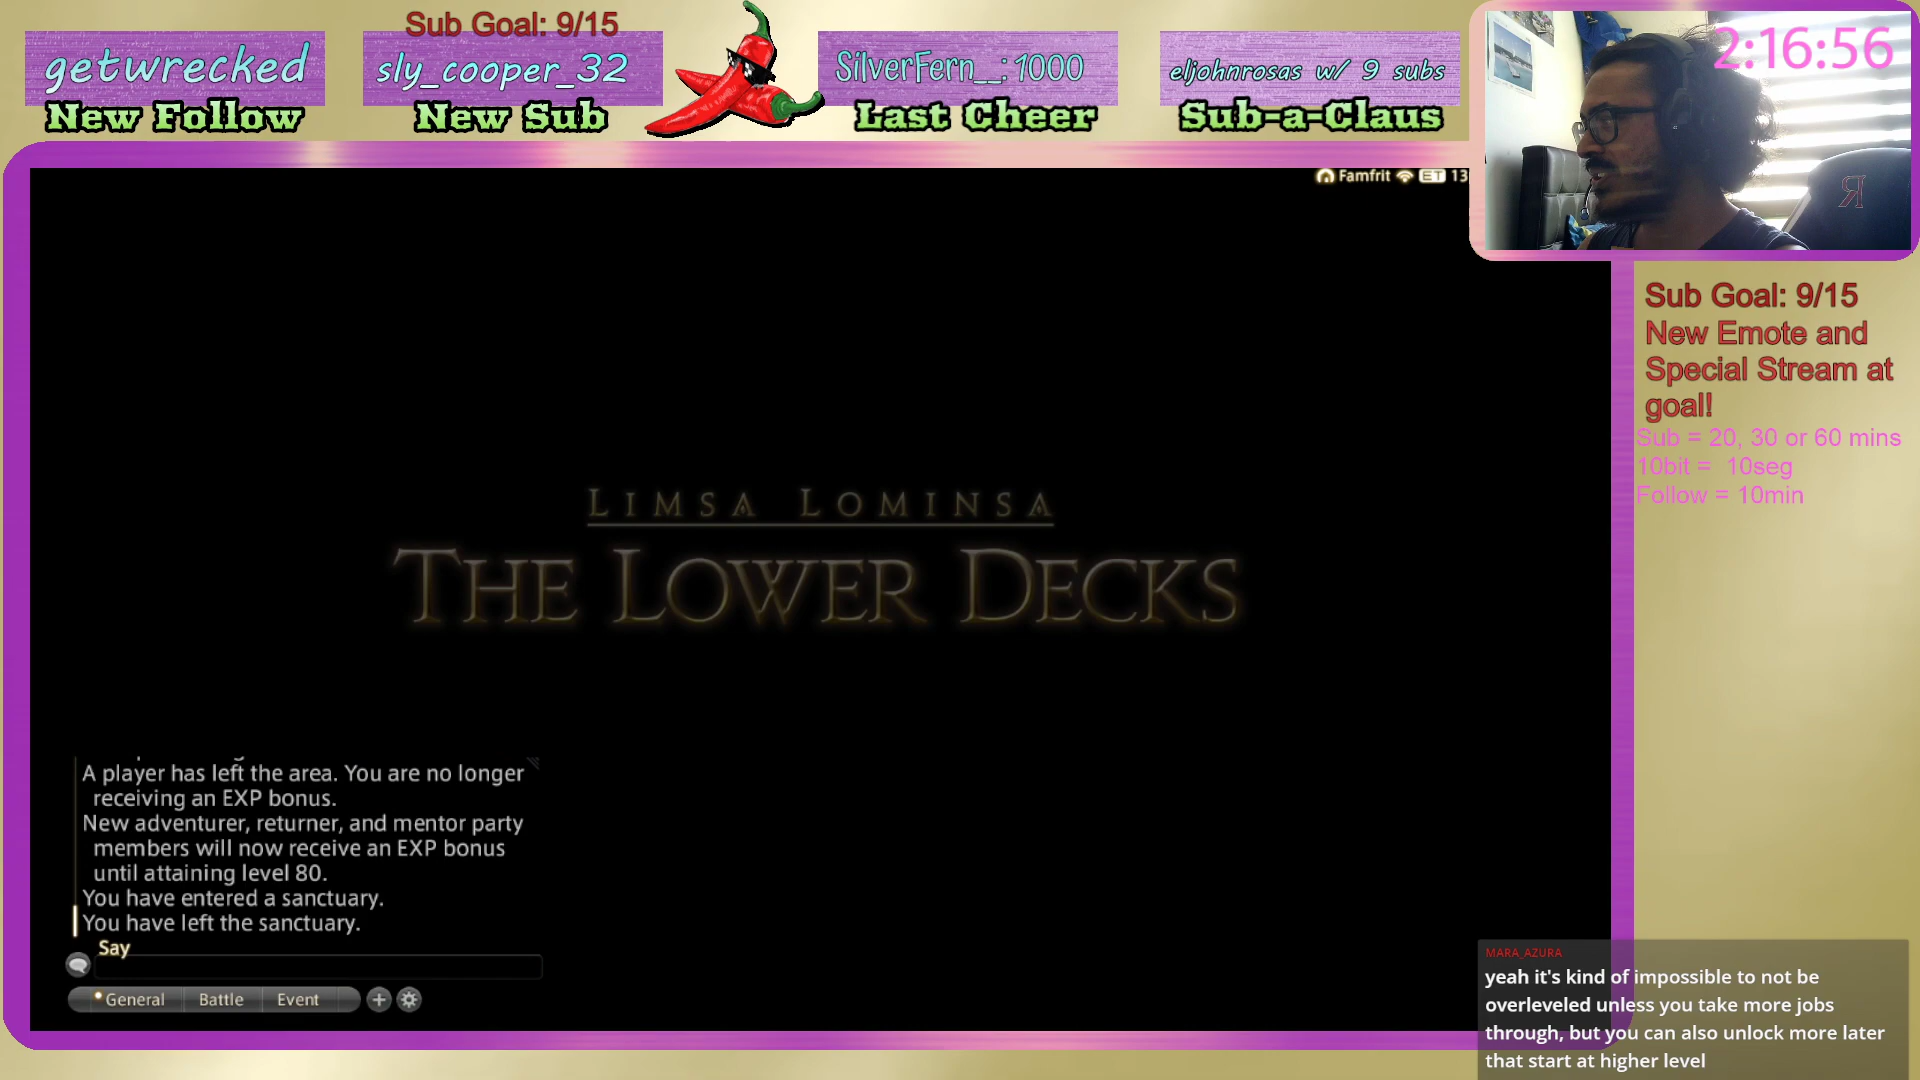 Sub Goal: 9/15
getwrecked
New Follow
sly_cooper_32
New Sub
SilverFern__: 1000
Last Cheer
eljohnrosas w/ 9 subs
Sub-a-Claus
2:16:56
Famfrit ET 13
Sub Goal: 9/15
New Emote and
Special Stream at
goal!
Sub = 20, 30 or 60 mins
10bit = 10seg
Follow = 10min
LIMSA LOMINSA
THE LOWER DECKS
A player has left the area. You are no longer
receiving an EXP bonus.
New adventurer, returner, and mentor party
members will now receive an EXP bonus
until attaining level 80.
You have entered a sanctuary.
You have left the sanctuary.
Say
General Battle Event
MARA_AZURA
yeah it's kind of impossible to not be
overleveled unless you take more jobs
through, but you can also unlock more later
that start at higher level